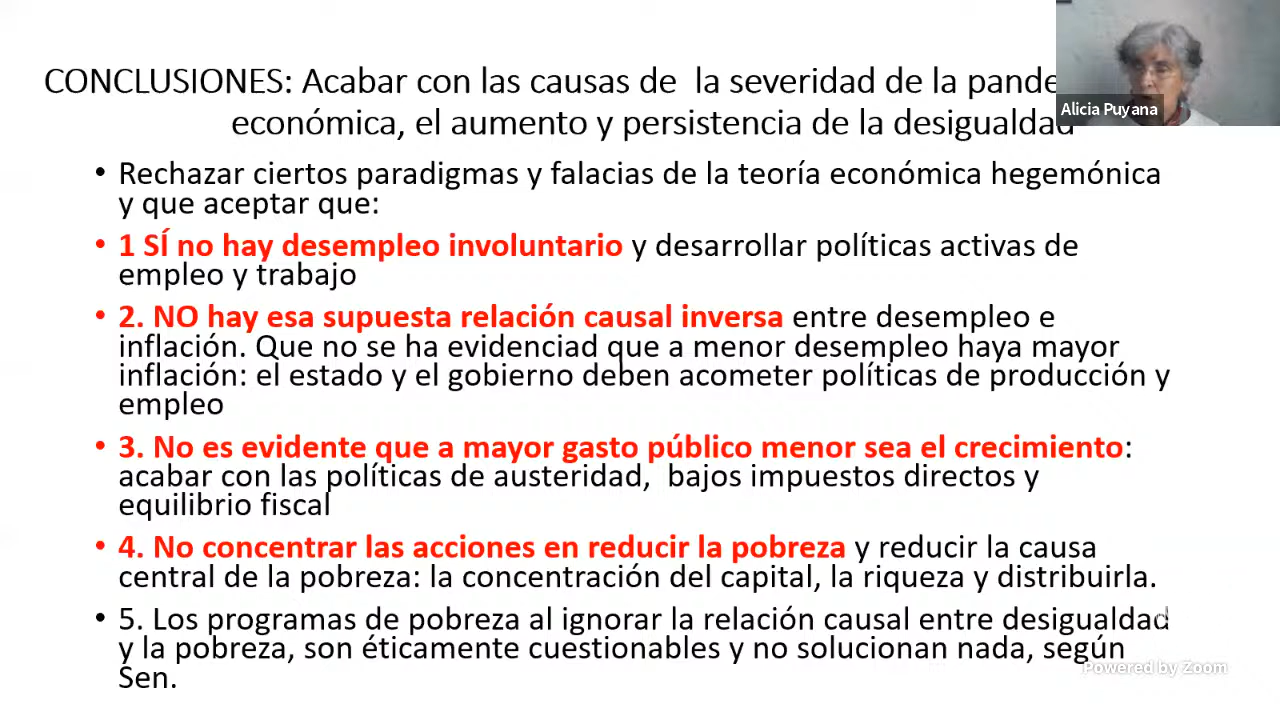 CONCLUSIONES: Acabar con las causas de la severidad de la
económica, el aumento y persistencia de la desigualdad
Alicia Puyana
• Rechazar ciertos paradigmas y falacias de la teoría económica hegemónica
y que aceptar que:
• 1 SÍ no hay desempleo involuntario y desarrollar políticas activas de
empleo y trabajo
• 2. NO hay esa supuesta relación causal inversa entre desempleo e
inflación. Que no se ha evidenciad que a menor desempleo haya mayor
inflación: el estado y el gobierno deben acometer políticas de producción y
empleo
• 3. No es evidente que a mayor gasto público menor sea el crecimiento:
acabar con las políticas de austeridad, bajos impuestos directos y
equilibrio fiscal
• 4. No concentrar las acciones en reducir la pobreza y reducir la causa
central de la pobreza: la concentración del capital, la riqueza y distribuirla.
• 5. Los programas de pobreza al ignorar la relación causal entre desigualdad
y la pobreza, son éticamente cuestionables y no solucionan nada, según
Sen.
Powered by Zoom